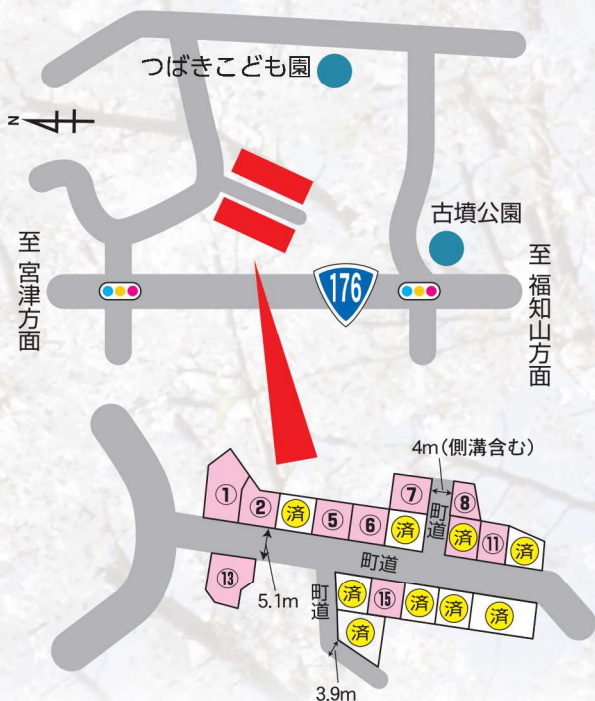 つばきこども園
N
古墳公園
至 宮津方面
176
至 福知山方面
4m(側溝含む)
①
②
済
⑤
⑥
済
⑦
町道
⑧
済
⑪
済
町道
⑬
5.1m
町道
済
⑮
済
済
済
済
3.9m